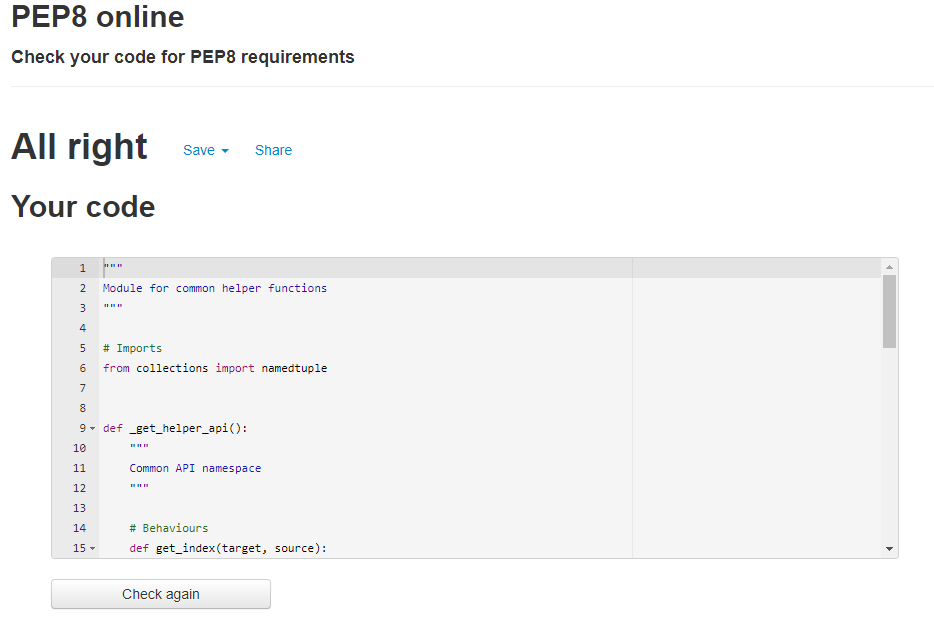 PEP8 online
Check your code for PEP8 requirements
All right Save Share
Your code
1 """
2 Module for common helper functions
3 """
4
5 # Imports
6 from collections import namedtuple
7
8
9 def _get_helper_api():
10 """
11 Common API namespace
12 """
13
14 # Behaviours
15 def get_index(target, source):
Check again